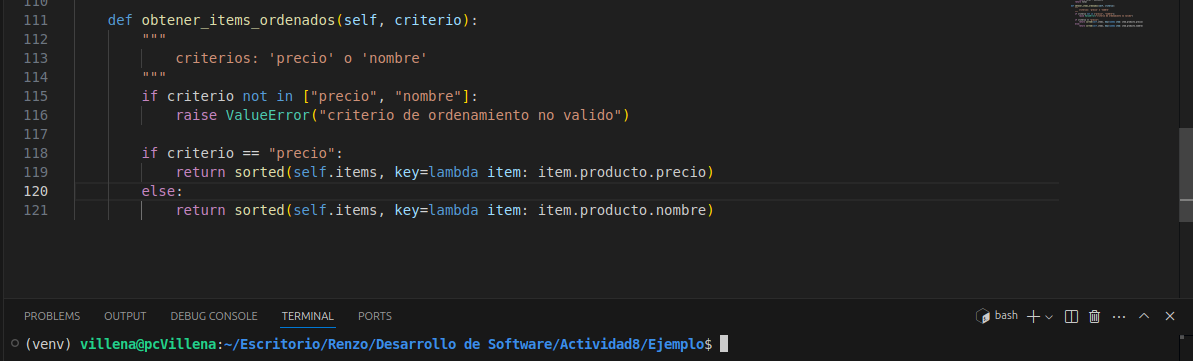 110
111 def obtener_items_ordenados(self, criterio):
112 """
113 criterios: 'precio' o 'nombre'
114 """
115 if criterio not in ["precio", "nombre"]:
116 raise ValueError("criterio de ordenamiento no valido")
117
118 if criterio == "precio":
119 return sorted(self.items, key=lambda item: item.producto.precio)
120 else:
121 return sorted(self.items, key=lambda item: item.producto.nombre)
PROBLEMS OUTPUT DEBUG CONSOLE TERMINAL PORTS bash
(venv) villena@pcVillena:~/Escritorio/Renzo/Desarrollo de Software/Actividad8/Ejemplo$